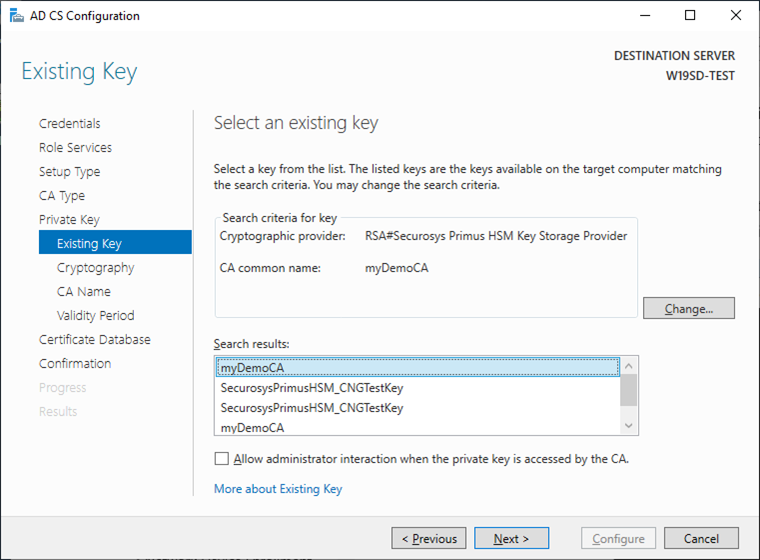 AD CS Configuration
Existing Key
DESTINATION SERVER
W19SD-TEST
Credentials
Role Services
Setup Type
CA Type
Private Key
Existing Key
Cryptography
CA Name
Validity Period
Certificate Database
Confirmation
Progress
Results
Select an existing key
Select a key from the list. The listed keys are the keys available on the target computer matching
the search criteria. You may change the search criteria.
Search criteria for key
Cryptographic provider: RSA#Securosys Primus HSM Key Storage Provider
CA common name: myDemoCA
Change...
Search results:
myDemoCA
SecurosysPrimusHSM_CNGTestKey
SecurosysPrimusHSM_CNGTestKey
myDemoCA
Allow administrator interaction when the private key is accessed by the CA.
More about Existing Key
< Previous
Next >
Configure
Cancel